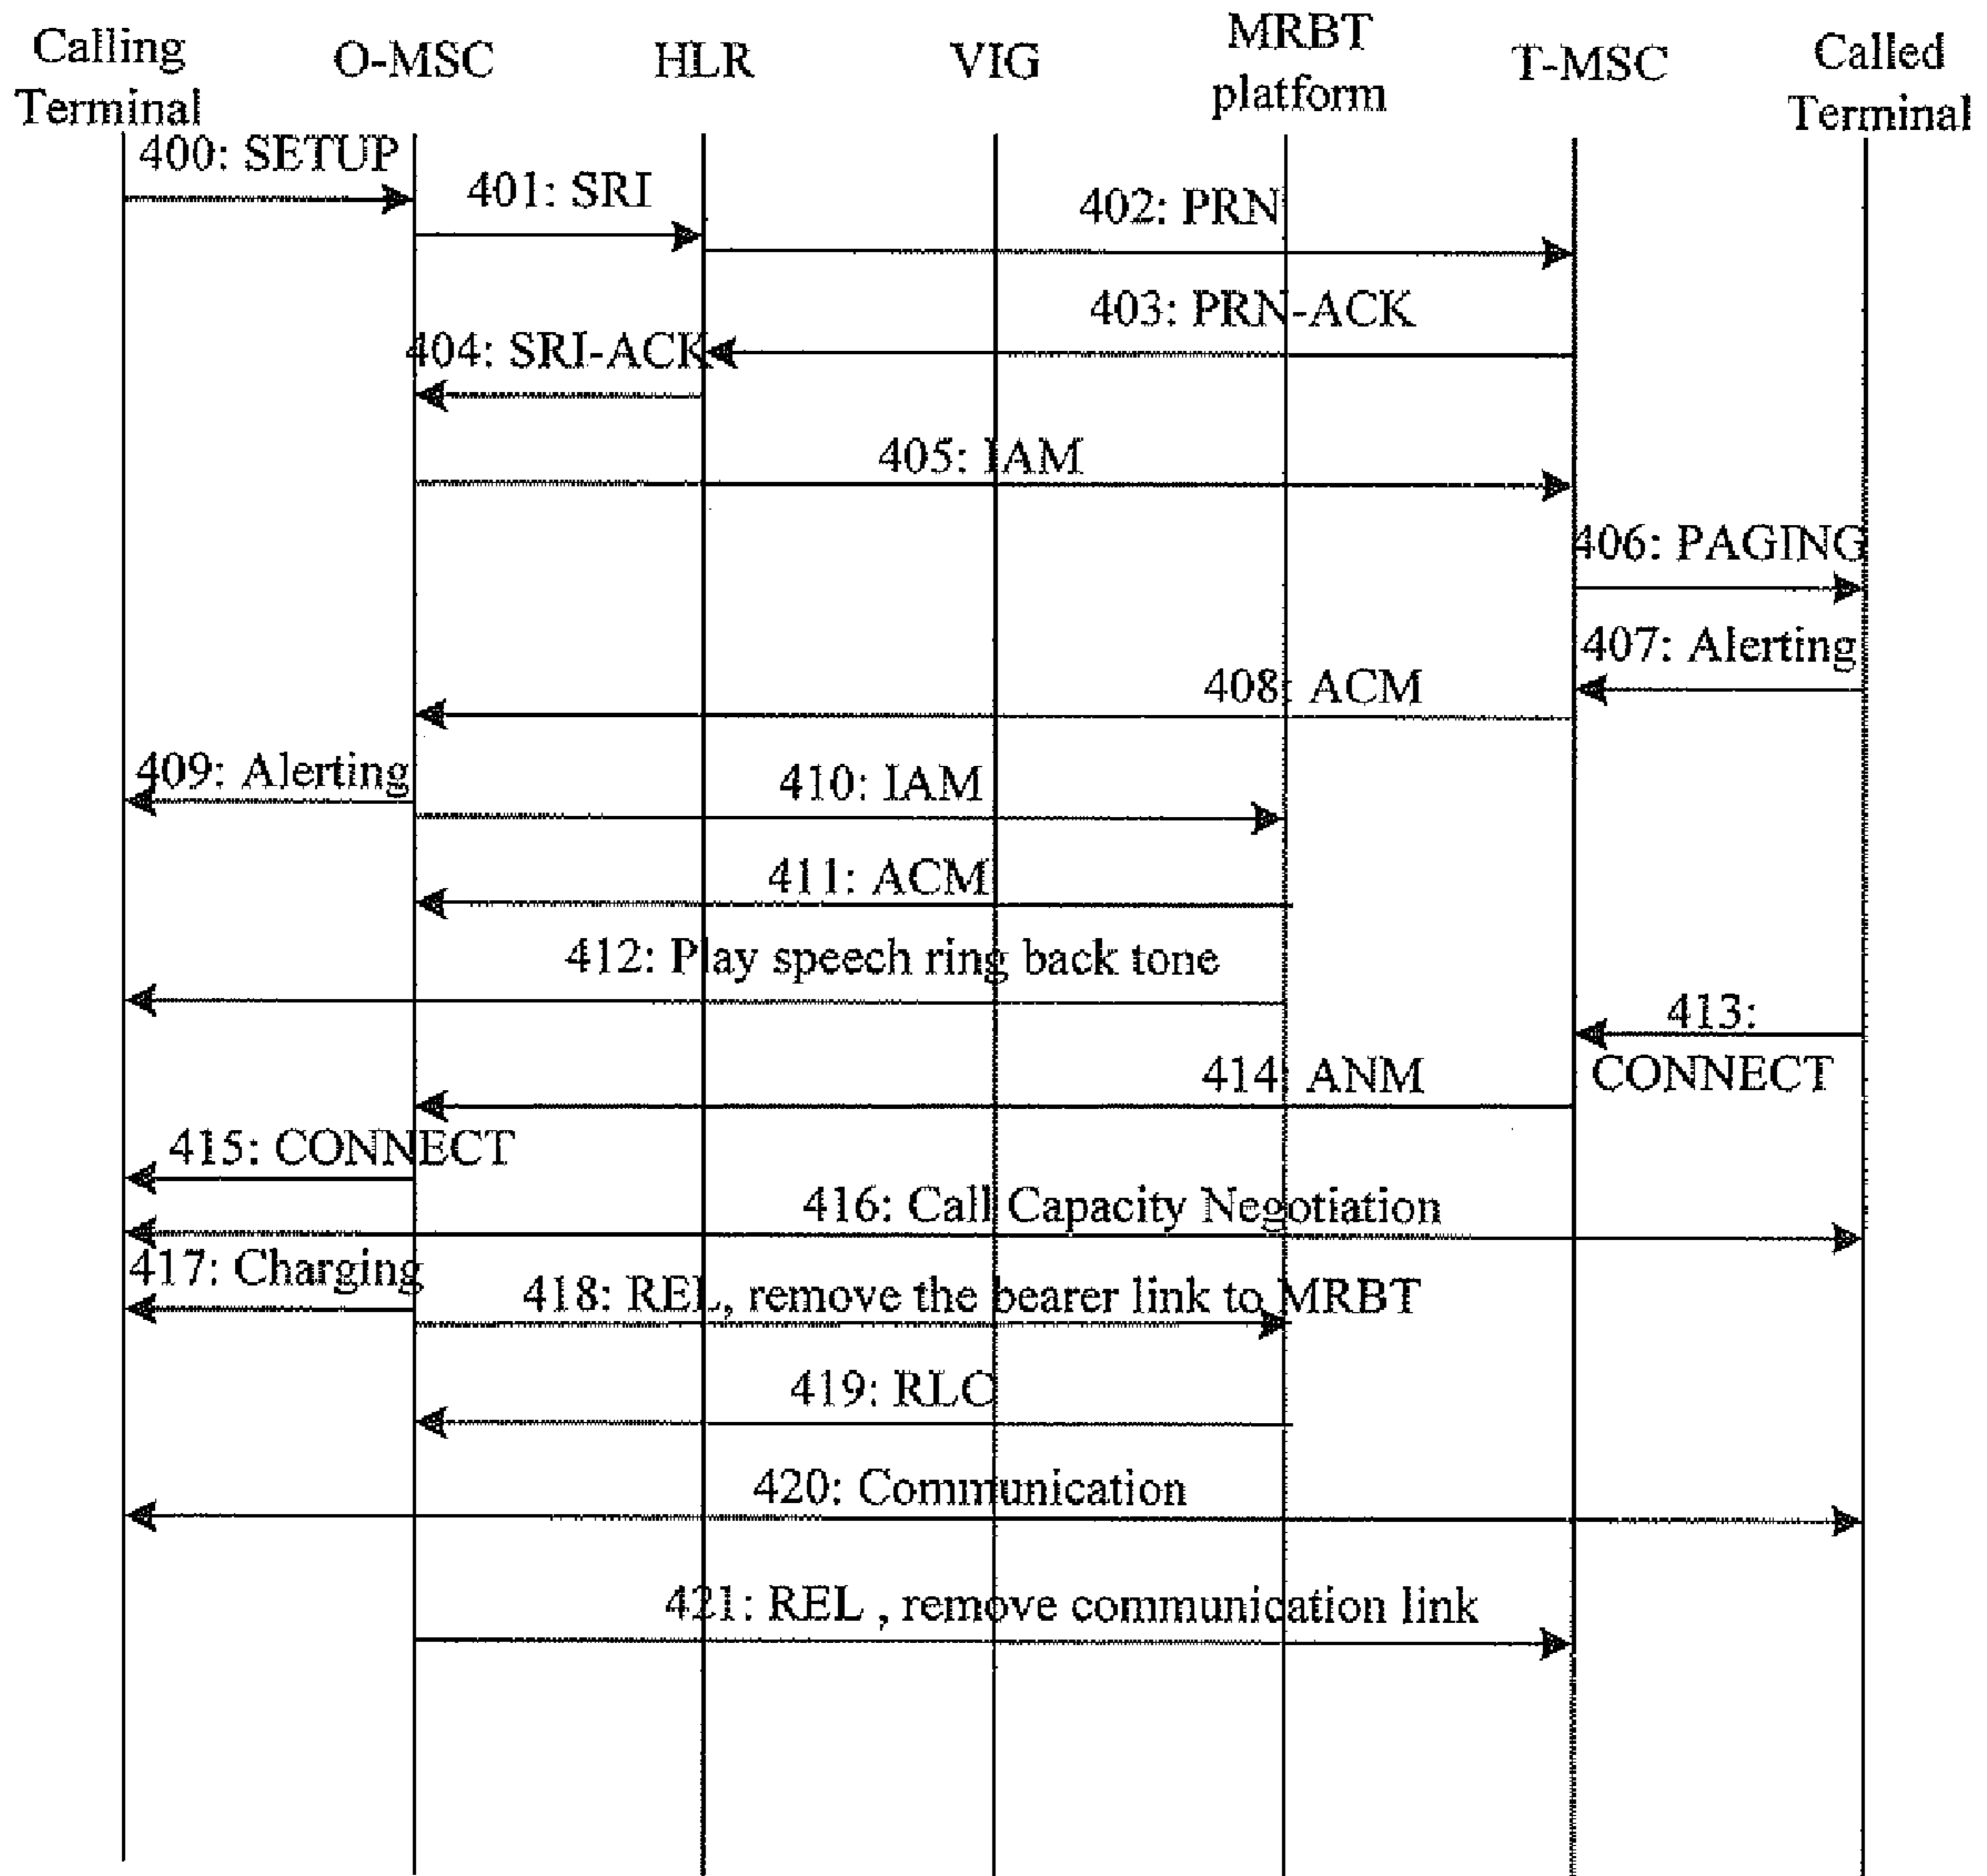 Calling
Terminal
O-MSC
HLR
VIG
MRBT
platform
T-MSC
Called
Terminal
400: SETUP
401: SRI
402: PRN
403: PRN-ACK
404: SRI-ACK
405: IAM
406: PAGING
407: Alerting
408: ACM
409: Alerting
410: IAM
411: ACM
412: Play speech ring back tone
413:
CONNECT
414: ANM
415: CONNECT
416: Call Capacity Negotiation
417: Charging
418: REL, remove the bearer link to MRBT
419: RLC
420: Communication
421: REL , remove communication link